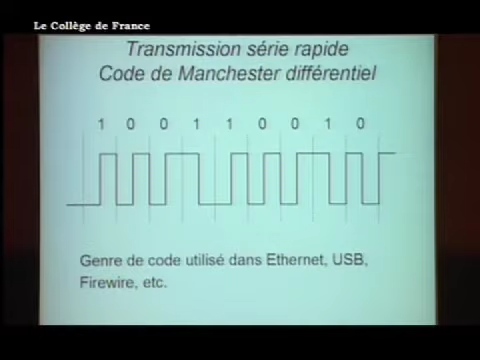 Le Collège de France
Transmission série rapide
Code de Manchester différentiel
1 0 0 1 1 0 0 1 0
Genre de code utilisé dans Ethernet, USB,
Firewire, etc.